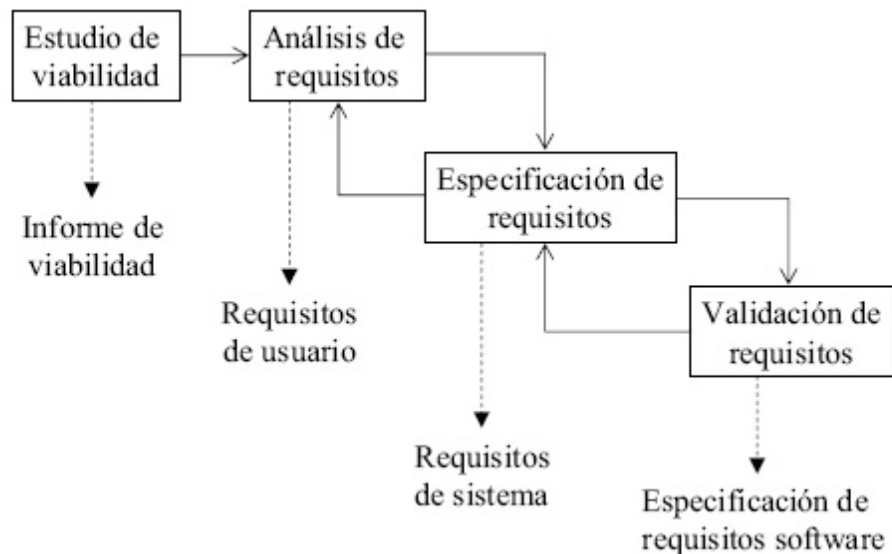 Estudio de
viabilidad
Análisis de
requisitos
Especificación de
requisitos
Informe de
viabilidad
Requisitos
de usuario
Validación de
requisitos
Requisitos
de sistema
Especificación de
requisitos software